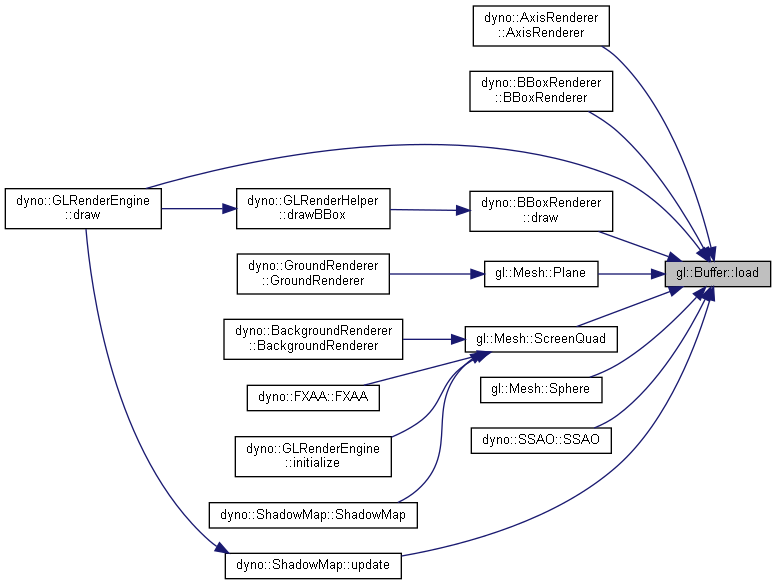 dyno::AxisRenderer
::AxisRenderer
dyno::BBoxRenderer
::BBoxRenderer
dyno::GLRenderEngine
::draw
dyno::GLRenderHelper
::drawBBox
dyno::BBoxRenderer
::draw
gl::Buffer::load
dyno::GroundRenderer
::GroundRenderer
gl::Mesh::Plane
dyno::BackgroundRenderer
::BackgroundRenderer
gl::Mesh::ScreenQuad
dyno::FXAA::FXAA
gl::Mesh::Sphere
dyno::GLRenderEngine
::initialize
dyno::SSAO::SSAO
dyno::ShadowMap::ShadowMap
dyno::ShadowMap::update